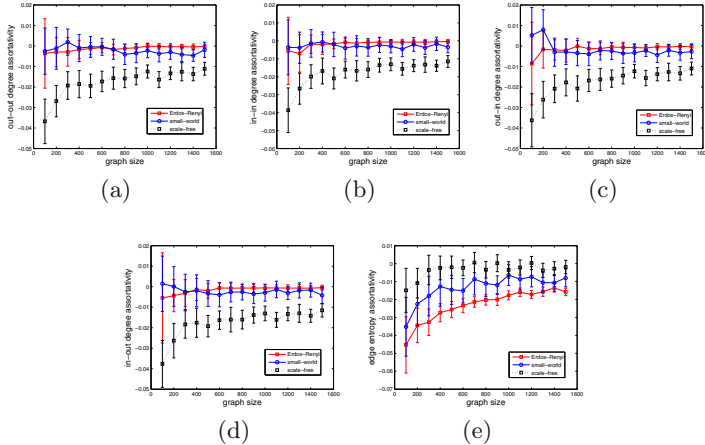 0.02
0.01
0
−0.01
−0.02
−0.03
−0.04
−0.05
out−out degree assortativity
0 200 400 600 800 1000 1200 1400 1600
graph size
Erdos−Renyi
small−world
scale−free
(a)
0.02
0.01
0
−0.01
−0.02
−0.03
−0.04
−0.05
−0.06
in−in degree assortativity
0 200 400 600 800 1000 1200 1400 1600
graph size
Erdos−Renyi
small−world
scale−free
(b)
0.02
0.01
0
−0.01
−0.02
−0.03
−0.04
−0.05
out−in degree assortativity
0 200 400 600 800 1000 1200 1400 1600
graph size
Erdos−Renyi
small−world
scale−free
(c)
0.02
0.01
0
−0.01
−0.02
−0.03
−0.04
−0.05
in−out degree assortativity
0 200 400 600 800 1000 1200 1400 1600
graph size
Erdos−Renyi
small−world
scale−free
(d)
0.01
0
−0.01
−0.02
−0.03
−0.04
−0.05
−0.06
−0.07
edge entropy assortativity
0 200 400 600 800 1000 1200 1400 1600
graph size
Erdos−Renyi
small−world
scale−free
(e)